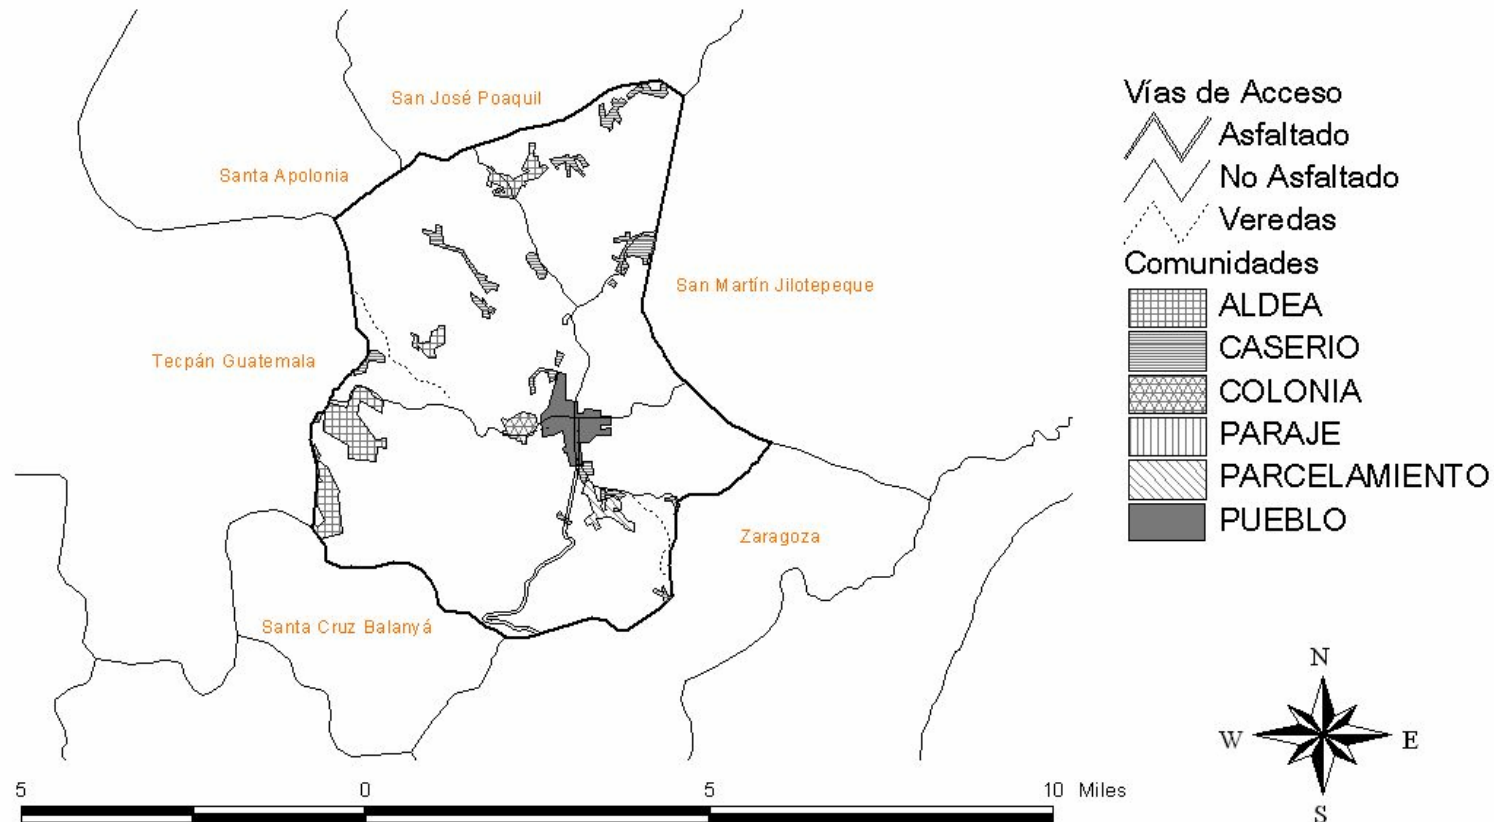 San José Poaquil
Santa Apolonia
San Martín Jilotepeque
Tecpán Guatemala
Zaragoza
Santa Cruz Balanyá
Vías de Acceso
Asfaltado
No Asfaltado
Veredas
Comunidades
ALDEA
CASERIO
COLONIA
PARAJE
PARCELAMIENTO
PUEBLO
N
W E
S
5 0 5 10 Miles